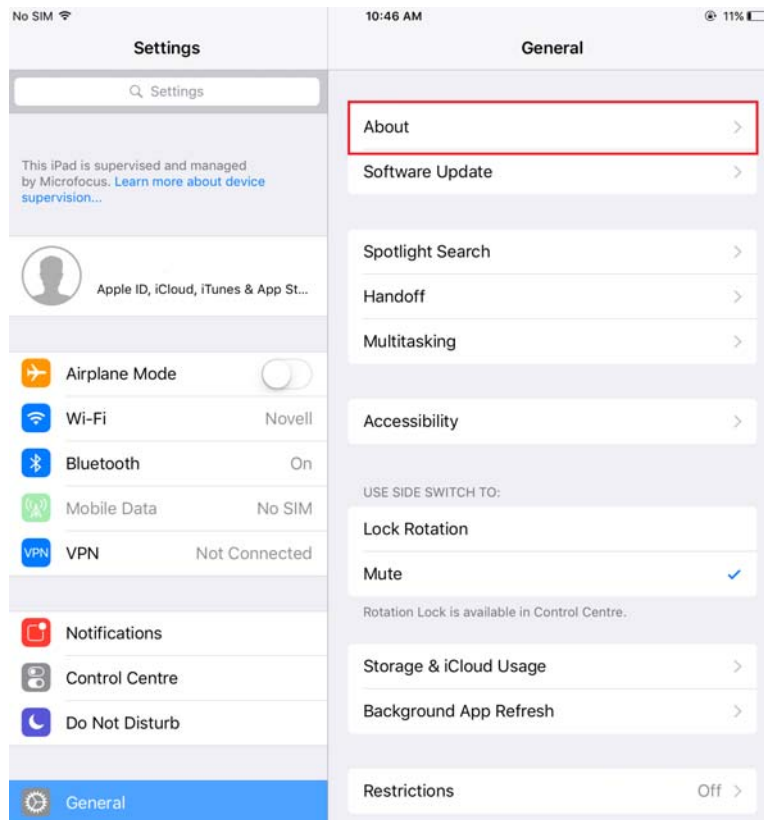 No SIM
10:46 AM
11%
Settings
General
Settings
This iPad is supervised and managed
by Microfocus. Learn more about device
supervision...
Apple ID, iCloud, iTunes & App St...
Airplane Mode
Wi-Fi Novell
Bluetooth On
Mobile Data No SIM
VPN VPN Not Connected
Notifications
Control Centre
Do Not Disturb
General
About
Software Update
Spotlight Search
Handoff
Multitasking
Accessibility
USE SIDE SWITCH TO:
Lock Rotation
Mute
Rotation Lock is available in Control Centre.
Storage & iCloud Usage
Background App Refresh
Restrictions Off